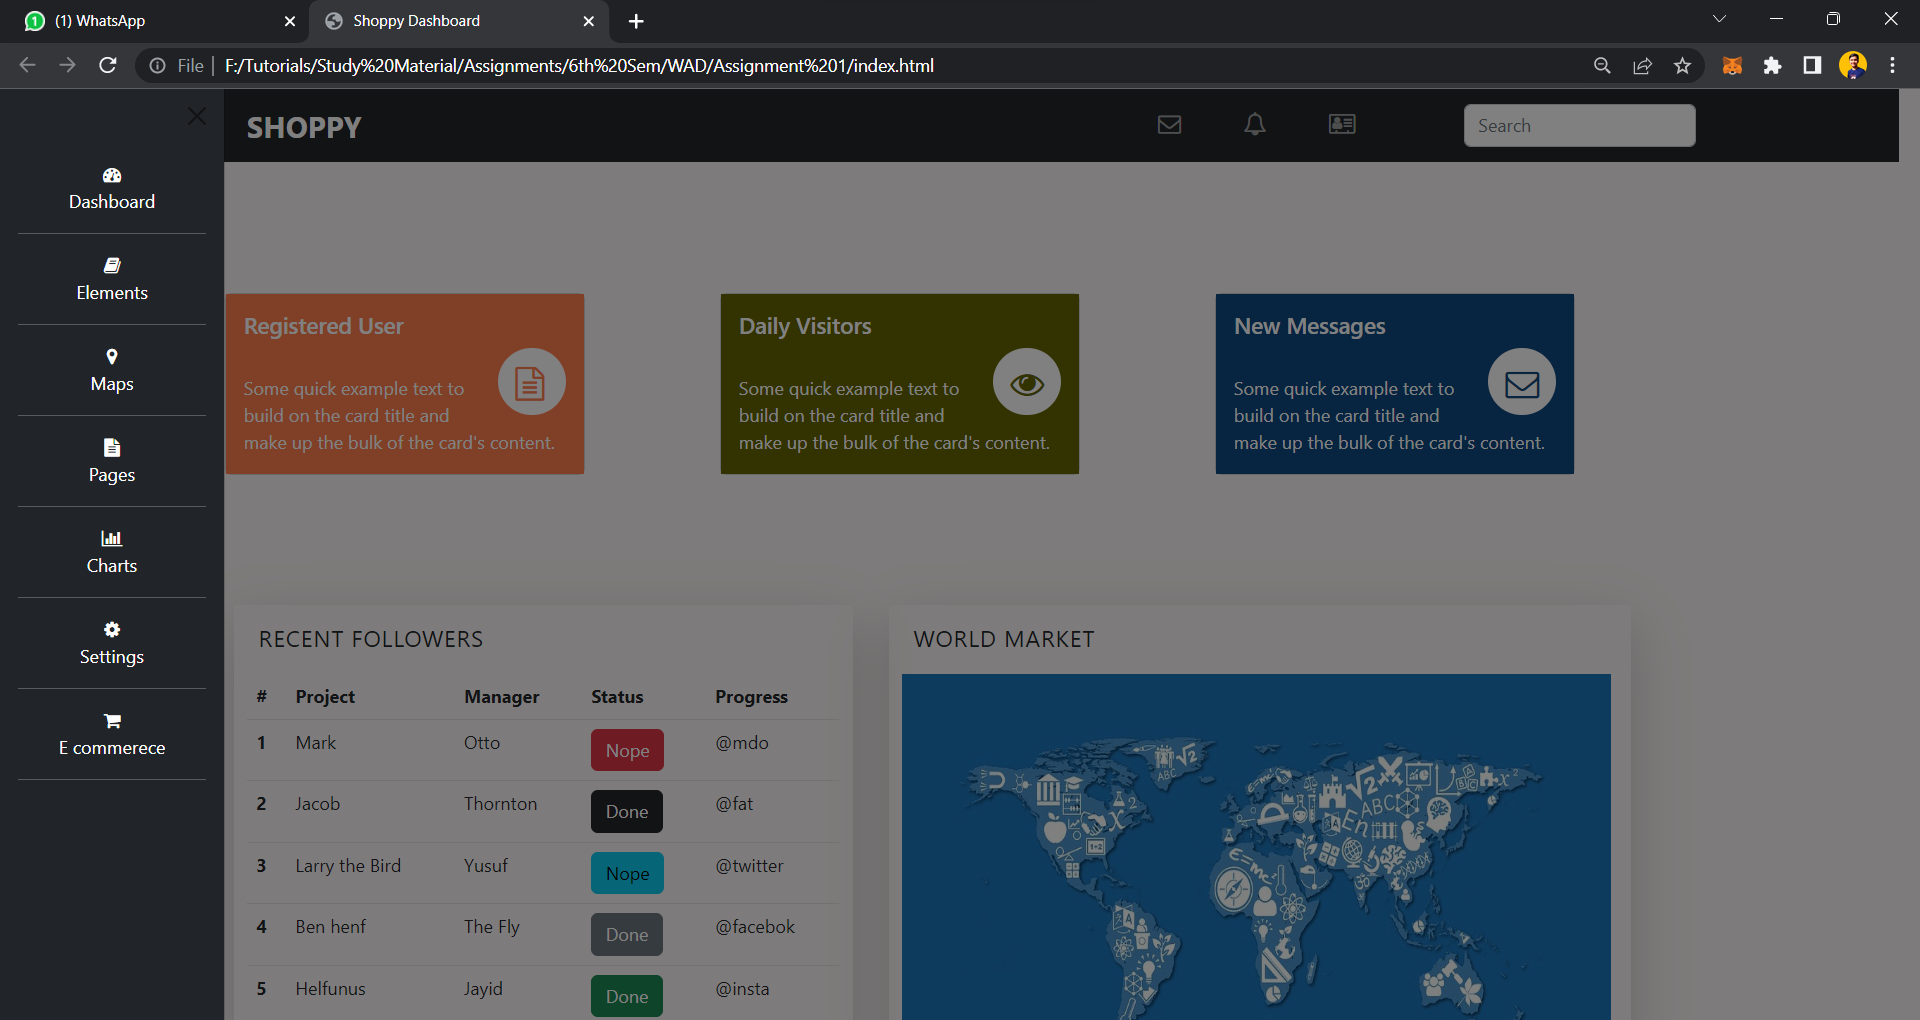 (1) WhatsApp
Shoppy Dashboard
File
F:/Tutorials/Study%20Material/Assignments/6th%20Sem/WAD/Assignment%201/index.html
SHOPPY
Search
Dashboard
Elements
Maps
Pages
Charts
Settings
E commerece
Registered User
Some quick example text to
build on the card title and
make up the bulk of the card's content.
Daily Visitors
Some quick example text to
build on the card title and
make up the bulk of the card's content.
New Messages
Some quick example text to
build on the card title and
make up the bulk of the card's content.
RECENT FOLLOWERS
# Project Manager Status Progress
1 Mark Otto Nope @mdo
2 Jacob Thornton Done @fat
3 Larry the Bird Yusuf Nope @twitter
4 Ben henf The Fly Done @facebok
5 Helfunus Jayid Done @insta
WORLD MARKET
√2
ABC
√2
ABC
En
E=mc²